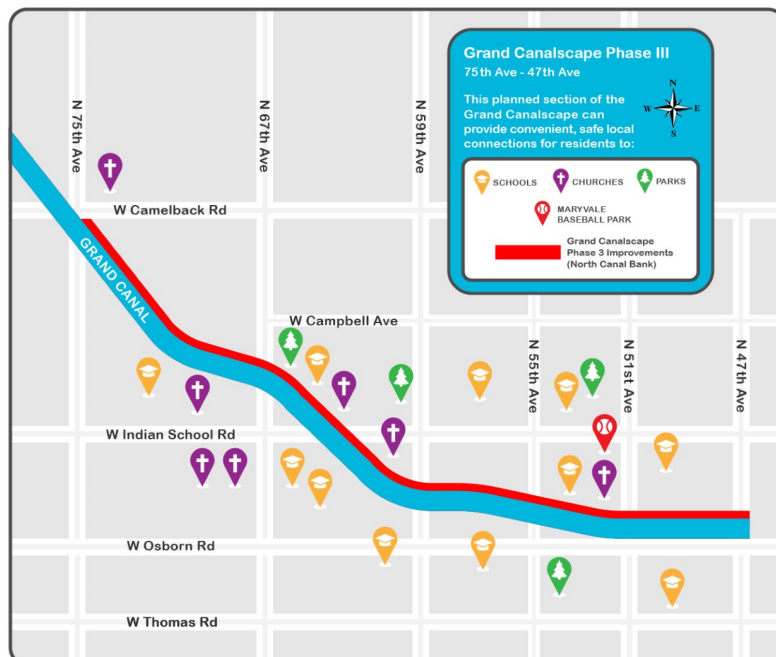 Grand Canalscape Phase III
75th Ave - 47th Ave
This planned section of the
Grand Canalscape can
provide convenient, safe local
connections for residents to:
N
W
E
S
SCHOOLS
CHURCHES
PARKS
MARYVALE
BASEBALL PARK
Grand Canalscape
Phase 3 Improvements
(North Canal Bank)
N 75th Ave
N 67th Ave
N 59th Ave
W Camelback Rd
GRAND CANAL
W Campbell Ave
N 55th Ave
N 51st Ave
N 47th Ave
W Indian School Rd
W Osborn Rd
W Thomas Rd